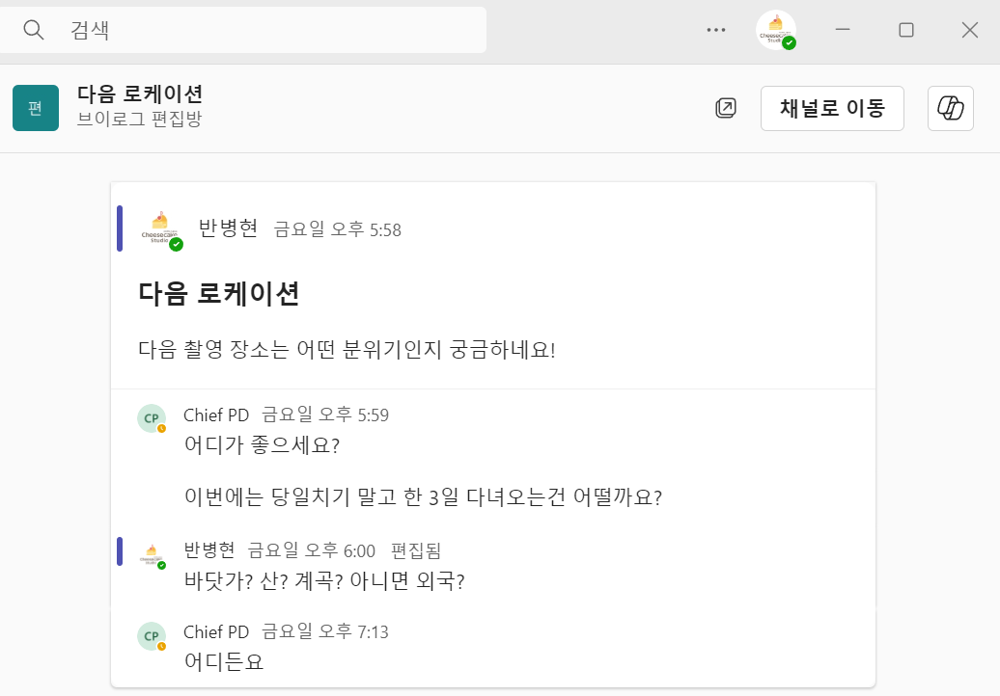 검색
Cheesecake
Studio
편
다음 로케이션
브이로그 편집방
채널로 이동
Cheesecake
Studio
반병현 금요일 오후 5:58
다음 로케이션
다음 촬영 장소는 어떤 분위기인지 궁금하네요!
CP Chief PD 금요일 오후 5:59
어디가 좋으세요?
이번에는 당일치기 말고 한 3일 다녀오는건 어떨까요?
반병현 금요일 오후 6:00 편집됨
바닷가? 산? 계곡? 아니면 외국?
CP Chief PD 금요일 오후 7:13
어디든요